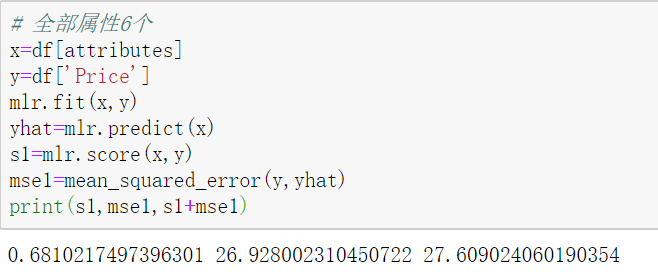 # 全部属性6个
x=df[attributes]
y=df['Price']
mlr.fit(x,y)
yhat=mlr.predict(x)
s1=mlr.score(x,y)
mse1=mean_squared_error(y,yhat)
print(s1,mse1,s1+mse1)
0.6810217497396301 26.928002310450722 27.609024060190354